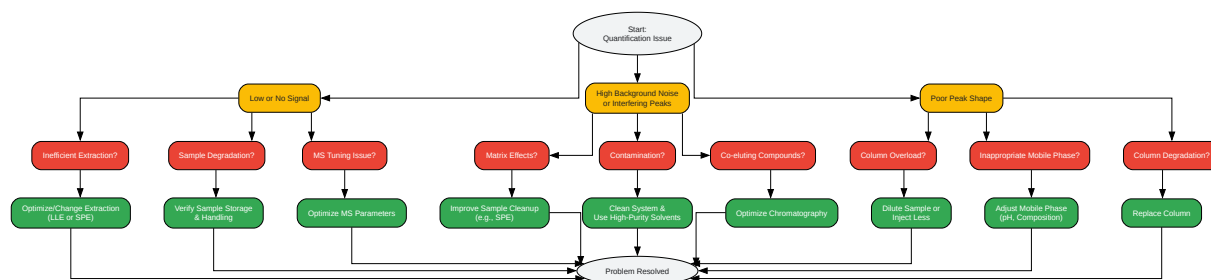 Start:
Quantification Issue
Low or No Signal
High Background Noise
or Interfering Peaks
Poor Peak Shape
Inefficient Extraction?
Sample Degradation?
MS Tuning Issue?
Matrix Effects?
Contamination?
Co-eluting Compounds?
Column Overload?
Inappropriate Mobile Phase?
Column Degradation?
Optimize/Change Extraction
(LLE or SPE)
Verify Sample Storage
& Handling
Optimize MS Parameters
Improve Sample Cleanup
(e.g., SPE)
Clean System &
Use High-Purity Solvents
Optimize Chromatography
Dilute Sample or
Inject Less
Adjust Mobile Phase
(pH, Composition)
Replace Column
Problem Resolved